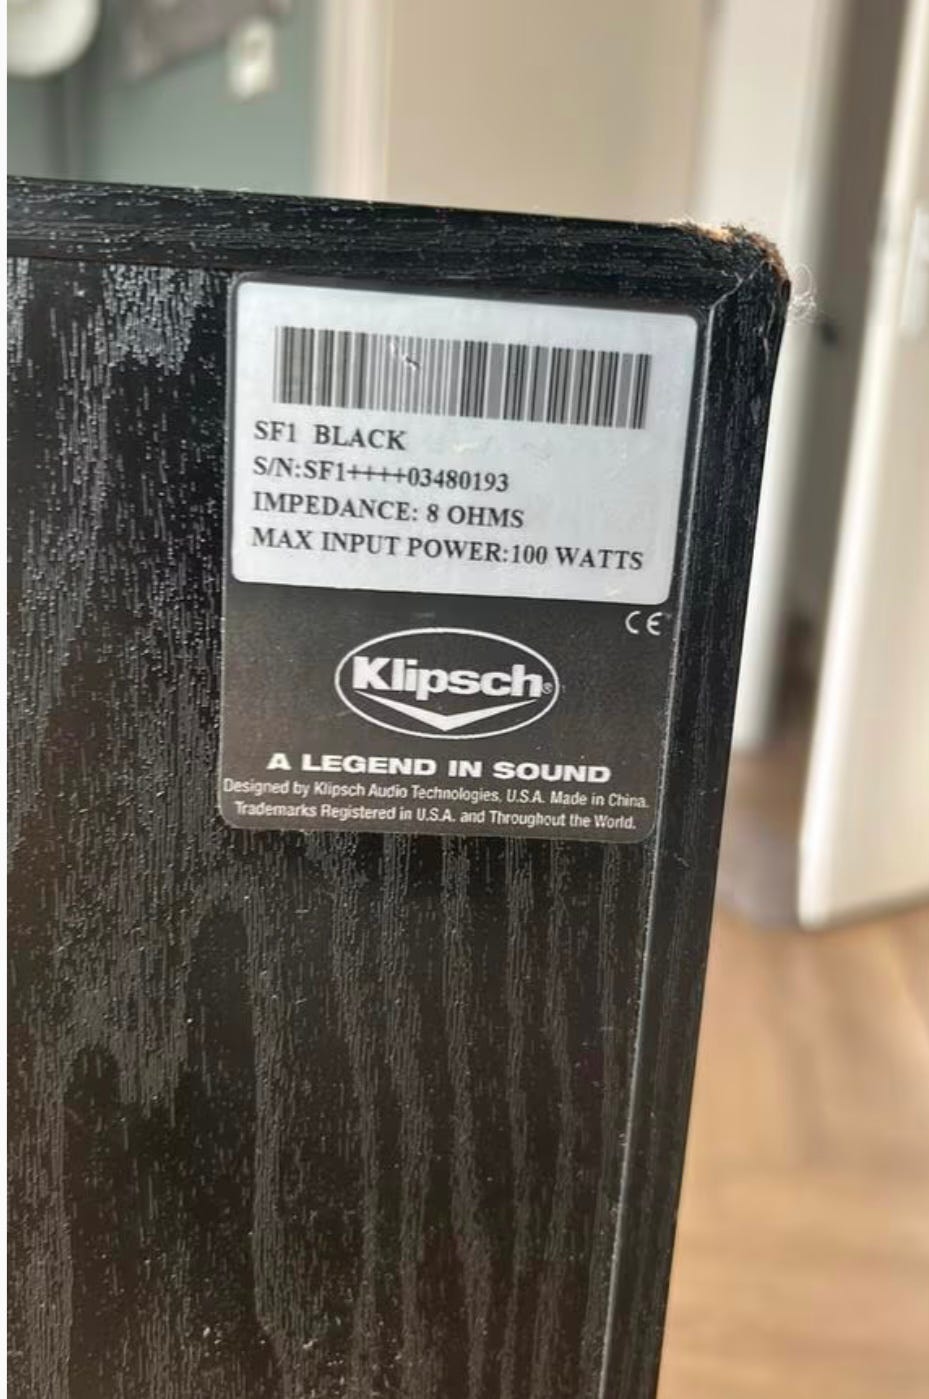 SF1 BLACK
S/N:SF1++++03480193
IMPEDANCE: 8 OHMS
MAX INPUT POWER:100 WATTS
CE
Klipsch®
A LEGEND IN SOUND
Designed by Klipsch Audio Technologies, U.S.A. Made in China.
Trademarks Registered in U.S.A. and Throughout the World.